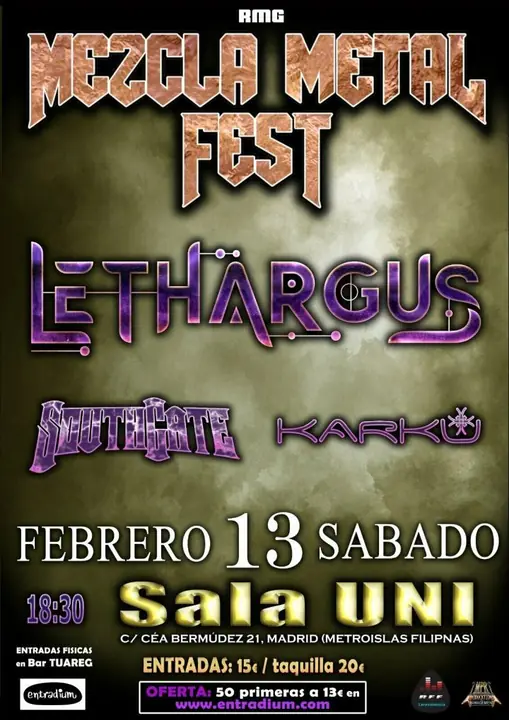 RMG
MEZCLA METAL
FEST
LETHARGUS
SOUTHGATE
KARKÜ
FEBRERO 13 SABADO
18:30
Sala UNI
C/ CÉA BERMÚDEZ 21, MADRID (METROISLAS FILIPNAS)
ENTRADAS FISICAS
en Bar TUAREG
ENTRADAS: 15€ / taquilla 20€
entradium
OFERTA: 50 primeras a 13€ en
www.entradium.com